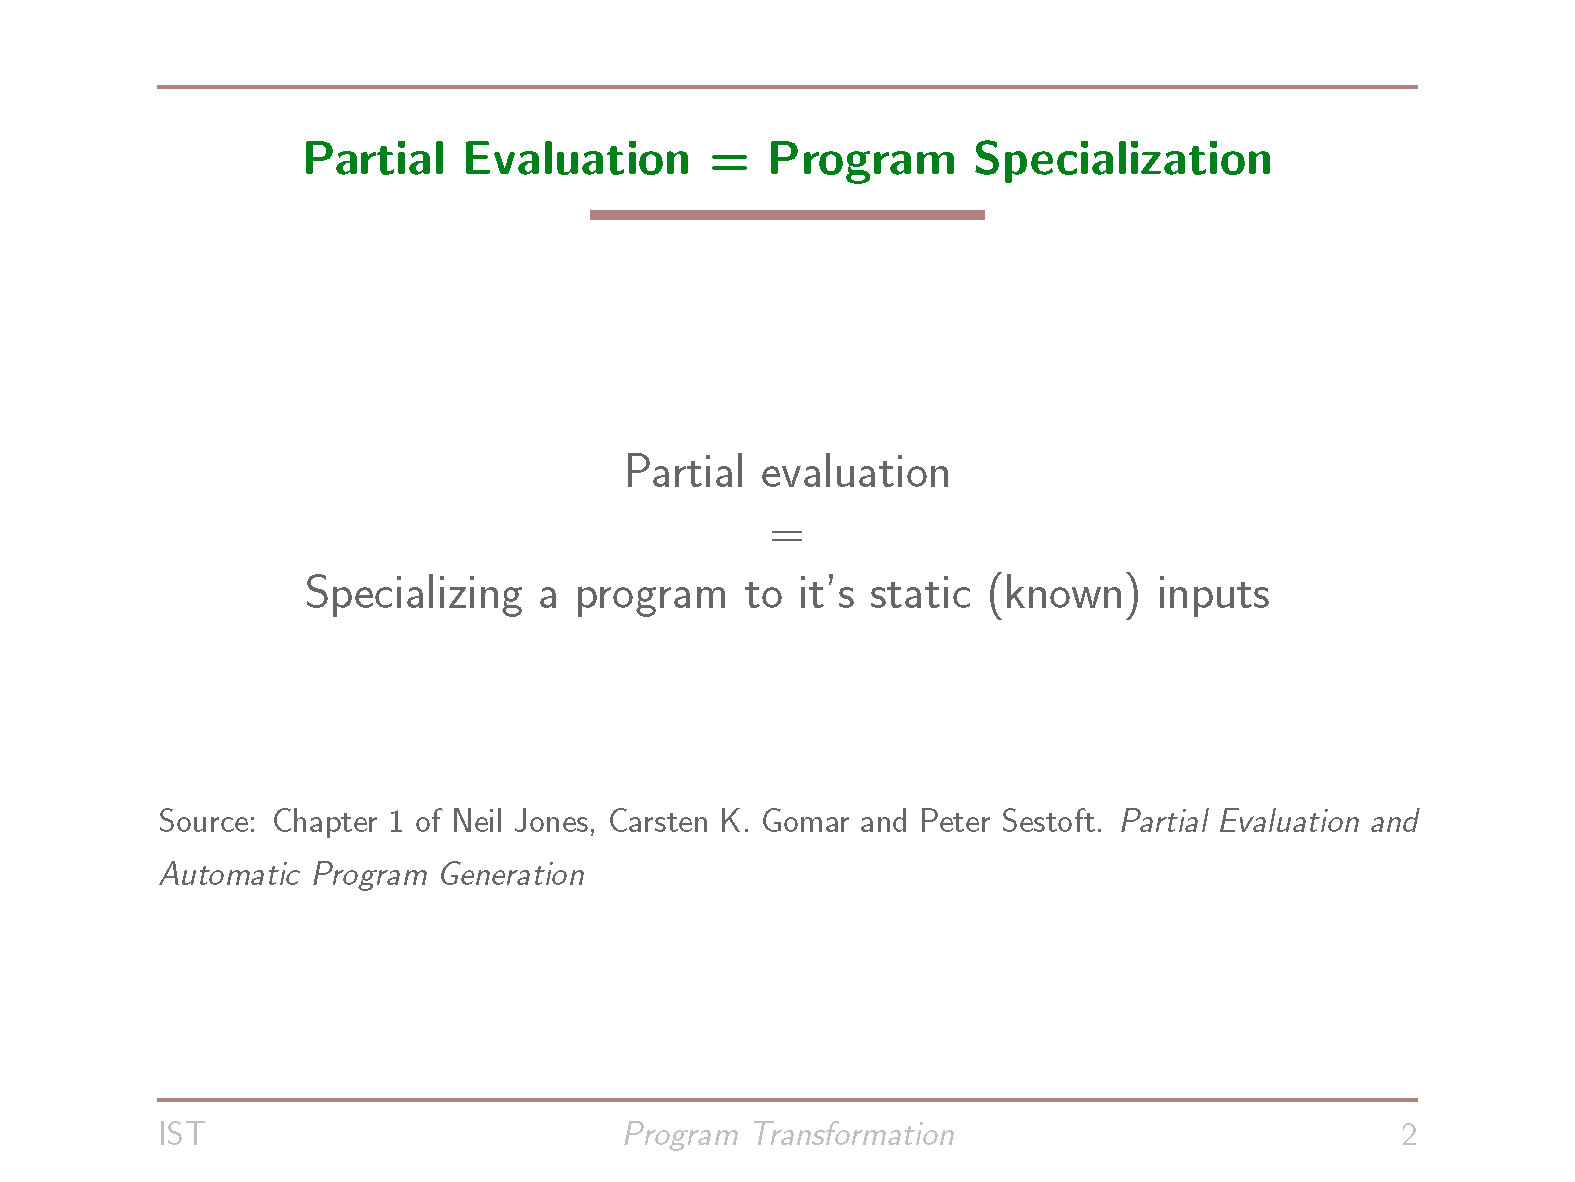 Partial Evaluation = Program Specialization
Partial evaluation
=
Specializing a program to it's static (known) inputs
Source: Chapter 1 of Neil Jones, Carsten K. Gomar and Peter Sestoft. Partial Evaluation and
Automatic Program Generation
IST Program Transformation 2